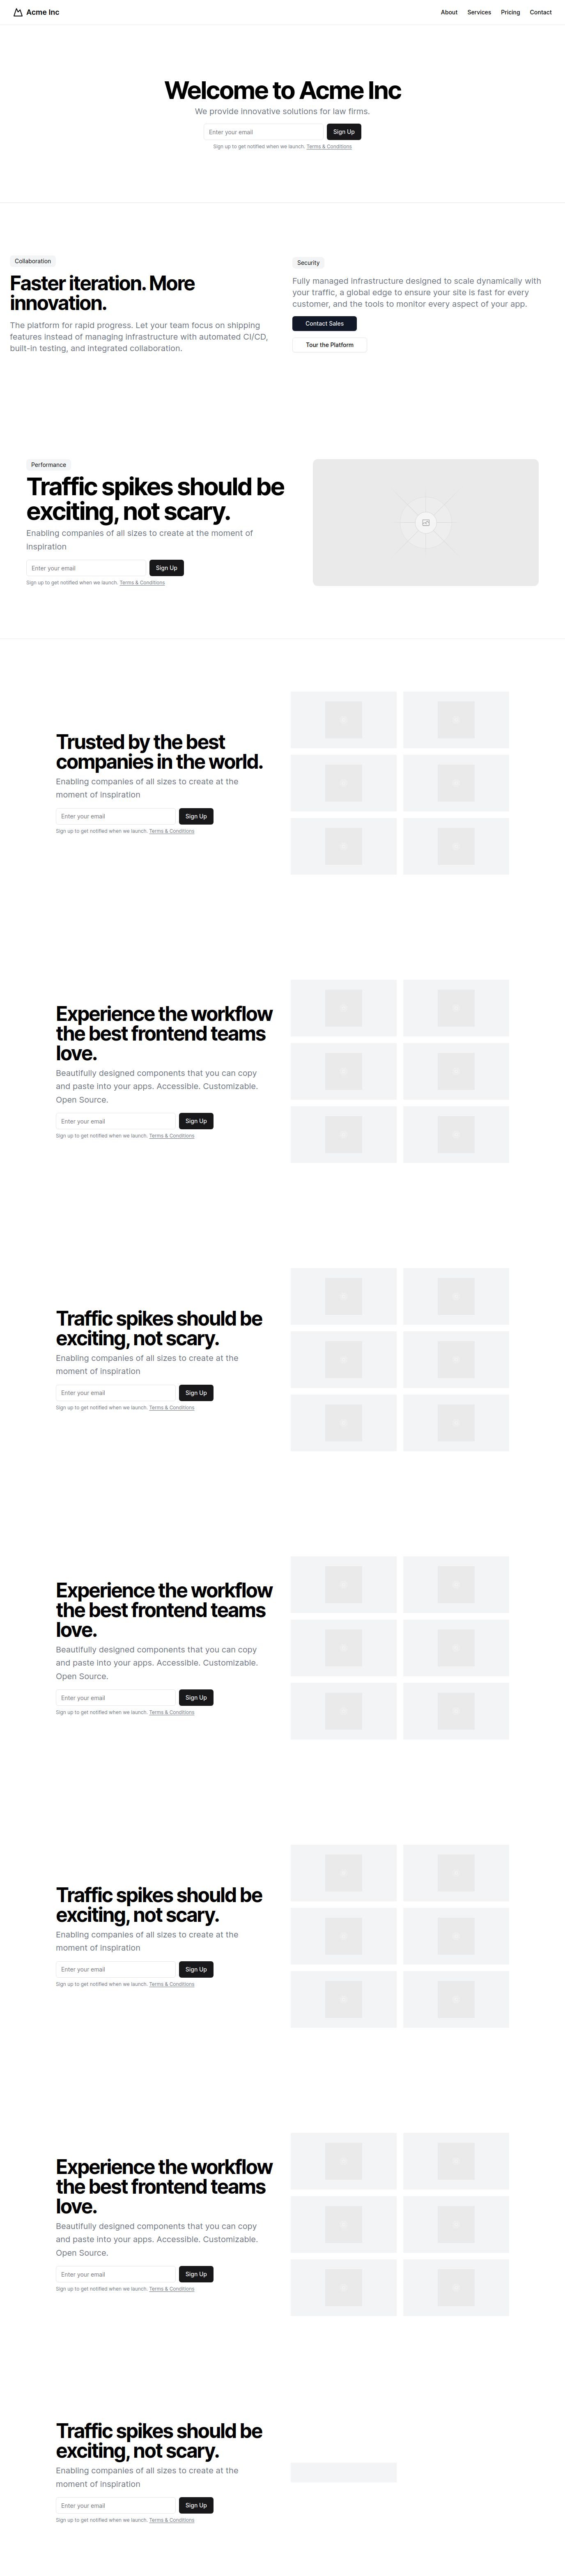 Acme Inc
About Services Pricing Contact
Welcome to Acme Inc
We provide innovative solutions for law firms.
Enter your email
Sign Up
Sign up to get notified when we launch. Terms & Conditions
Collaboration
Faster iteration. More
innovation.
The platform for rapid progress. Let your team focus on shipping
features instead of managing infrastructure with automated CI/CD,
built-in testing, and integrated collaboration.
Security
Fully managed infrastructure designed to scale dynamically with
your traffic, a global edge to ensure your site is fast for every
customer, and the tools to monitor every aspect of your app.
Contact Sales
Tour the Platform
Performance
Traffic spikes should be
exciting, not scary.
Enabling companies of all sizes to create at the moment of
inspiration
Enter your email
Sign Up
Sign up to get notified when we launch. Terms & Conditions
Trusted by the best
companies in the world.
Enabling companies of all sizes to create at the
moment of inspiration
Enter your email
Sign Up
Sign up to get notified when we launch. Terms & Conditions
Experience the workflow
the best frontend teams
love.
Beautifully designed components that you can copy
and paste into your apps. Accessible. Customizable.
Open Source.
Enter your email
Sign Up
Sign up to get notified when we launch. Terms & Conditions
Traffic spikes should be
exciting, not scary.
Enabling companies of all sizes to create at the
moment of inspiration
Enter your email
Sign Up
Sign up to get notified when we launch. Terms & Conditions
Experience the workflow
the best frontend teams
love.
Beautifully designed components that you can copy
and paste into your apps. Accessible. Customizable.
Open Source.
Enter your email
Sign Up
Sign up to get notified when we launch. Terms & Conditions
Traffic spikes should be
exciting, not scary.
Enabling companies of all sizes to create at the
moment of inspiration
Enter your email
Sign Up
Sign up to get notified when we launch. Terms & Conditions
Experience the workflow
the best frontend teams
love.
Beautifully designed components that you can copy
and paste into your apps. Accessible. Customizable.
Open Source.
Enter your email
Sign Up
Sign up to get notified when we launch. Terms & Conditions
Traffic spikes should be
exciting, not scary.
Enabling companies of all sizes to create at the
moment of inspiration
Enter your email
Sign Up
Sign up to get notified when we launch. Terms & Conditions